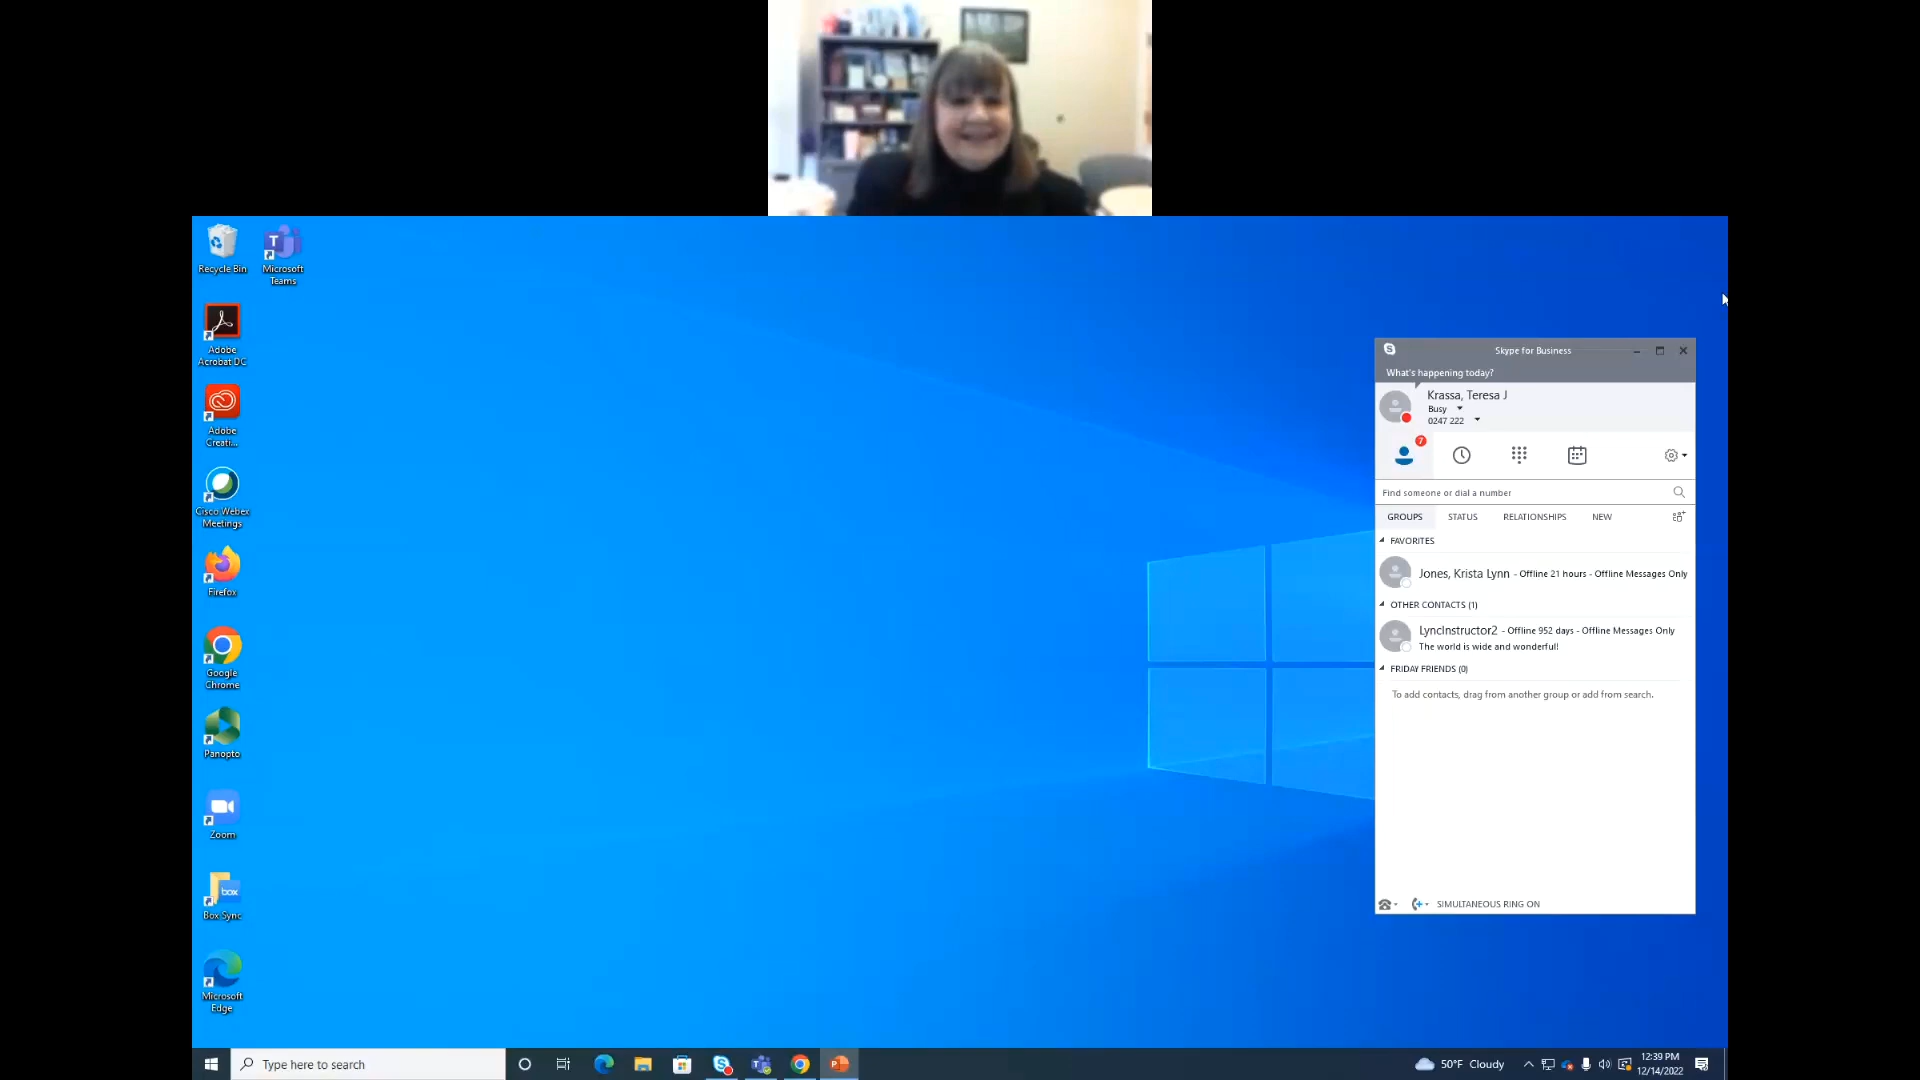 Recycle Bin
Microsoft
Teams
Adobe
Acrobat DC
Adobe
Creati...
Cisco Webex
Meetings
Firefox
Google
Chrome
Panopto
Zoom
box
Box Sync
Microsoft
Edge
Skype for Business
What's happening today?
Krassa, Teresa J
Busy
0247 222
7
Find someone or dial a number
GROUPS STATUS RELATIONSHIPS NEW
FAVORITES
Jones, Krista Lynn - Offline 21 hours - Offline Messages Only
OTHER CONTACTS (1)
LyncInstructor2 - Offline 952 days - Offline Messages Only
The world is wide and wonderful!
FRIDAY FRIENDS (0)
To add contacts, drag from another group or add from search.
SIMULTANEOUS RING ON
Type here to search
50°F Cloudy
12:39 PM
12/14/2022